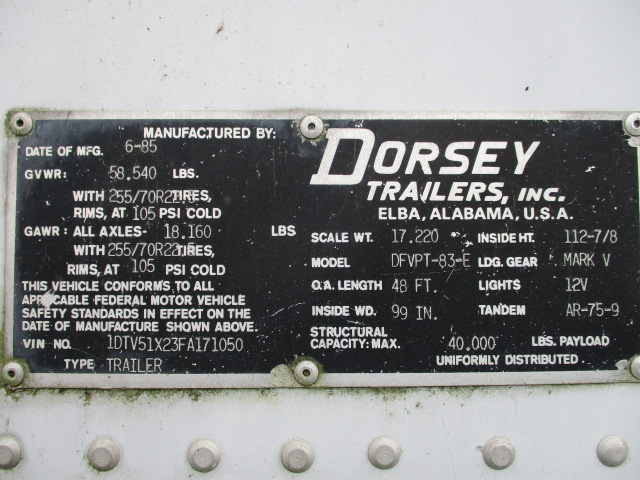 MANUFACTURED BY:
DATE OF MFG. 6-85
GVWR: 58.540 LBS.
WITH 255/70R22.5 TIRES,
RIMS, AT 105 PSI COLD
GAWR: ALL AXLES- 18.160 LBS
WITH 255/70R22.5 TIRES,
RIMS, AT 105 PSI COLD
THIS VEHICLE CONFORMS TO ALL
APPLICABLE FEDERAL MOTOR VEHICLE
SAFETY STANDARDS IN EFFECT ON THE
DATE OF MANUFACTURE SHOWN ABOVE.
VIN NO. 1DTV51X23FA171050
TYPE TRAILER
DORSEY
TRAILERS, INC.
ELBA, ALABAMA, U.S.A.
SCALE WT. 17.220 INSIDE HT. 112-7/8
MODEL DFVPT-83-E LDG. GEAR MARK V
O.A. LENGTH 48 FT. LIGHTS 12V
INSIDE WD. 99 IN. TANDEM AR-75-9
STRUCTURAL
CAPACITY: MAX. 40.000 LBS. PAYLOAD
UNIFORMLY DISTRIBUTED.